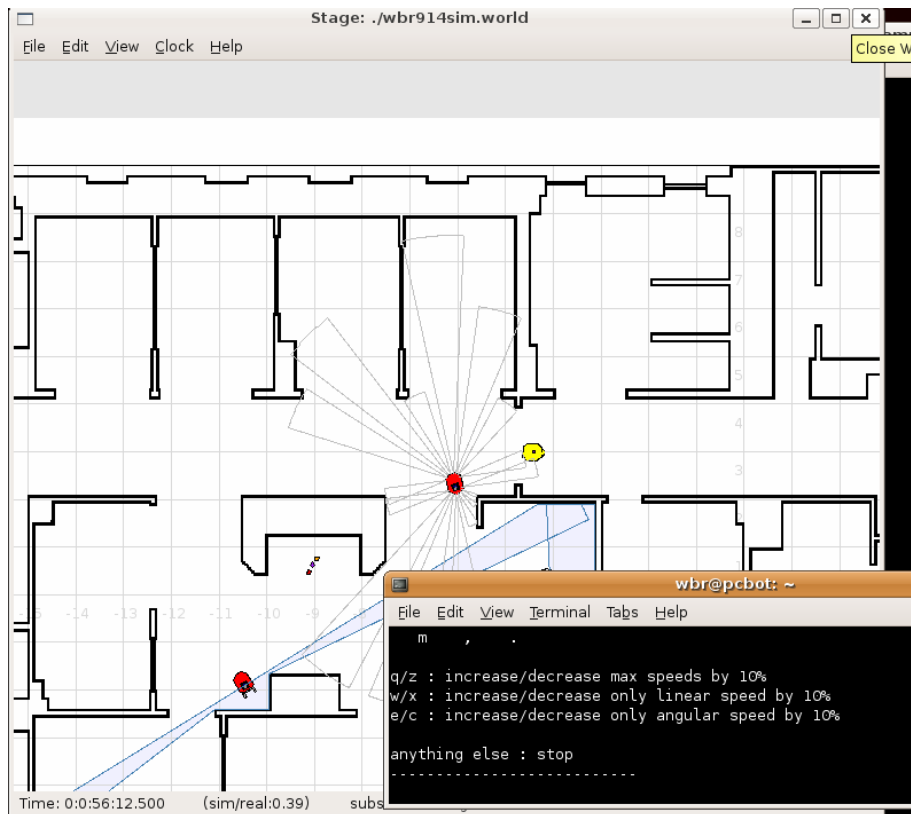 Stage: ./wbr914sim.world
File Edit View Clock Help
Close W
8
7
6
5
4
3
-13 -12 -11 -10 -9
wbr@pcbot: ~
File Edit View Terminal Tabs Help
m , .
q/z : increase/decrease max speeds by 10%
w/x : increase/decrease only linear speed by 10%
e/c : increase/decrease only angular speed by 10%
anything else : stop
---------------------------
Time: 0:0:56:12.500 (sim/real:0.39) subs